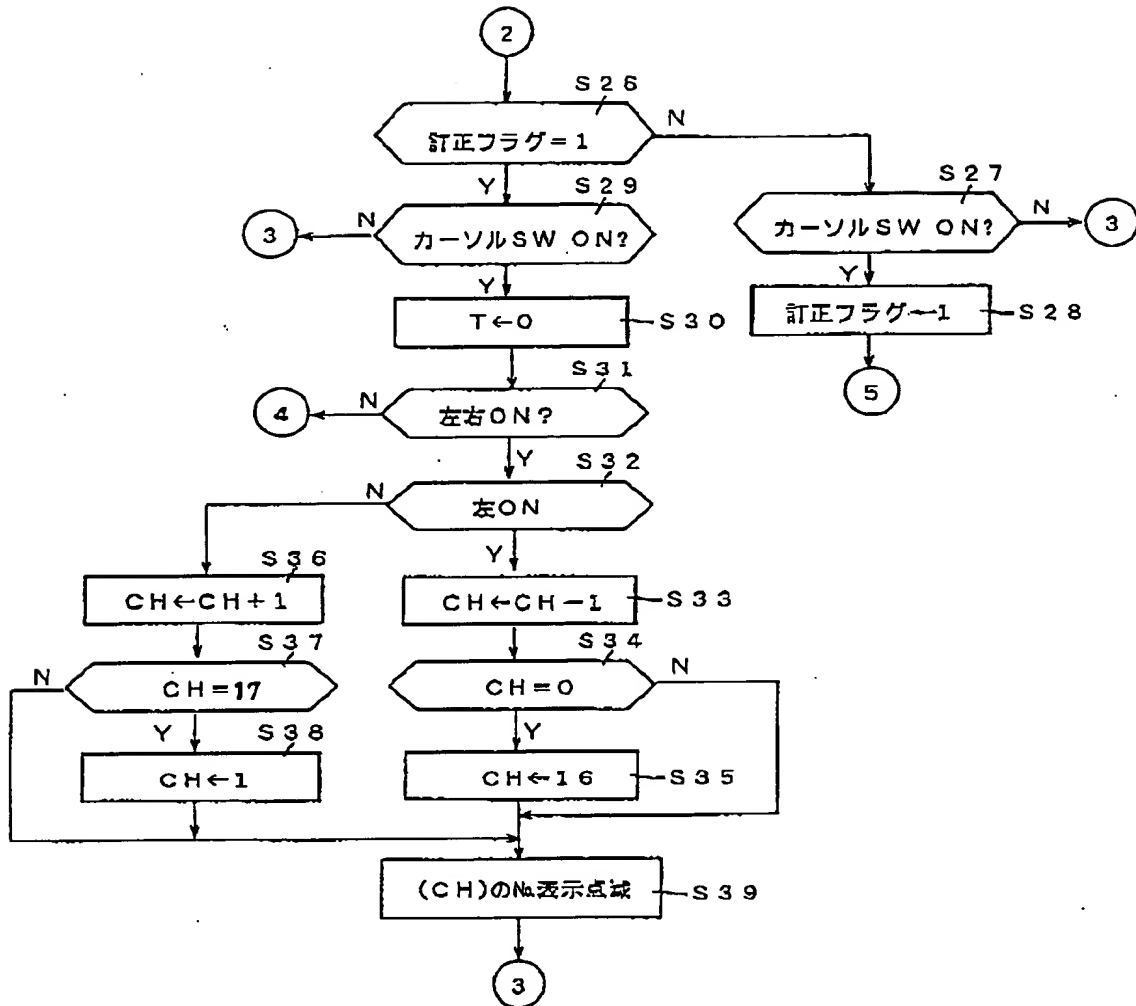 2
S26
訂正フラグ=1
N
Y
S29
S27
3
N
カーソルSW ON?
カーソルSW ON?
N
3
Y
Y
T←0
S30
訂正フラグ←1
S28
S31
5
4
N
左右ON?
Y
S32
N
左ON
Y
S36
CH←CH+1
CH←CH-1
S33
S37
S34
N
CH=17
CH=0
N
Y
S38
Y
CH←1
CH←16
S35
(CH)の№表示点滅
S39
3